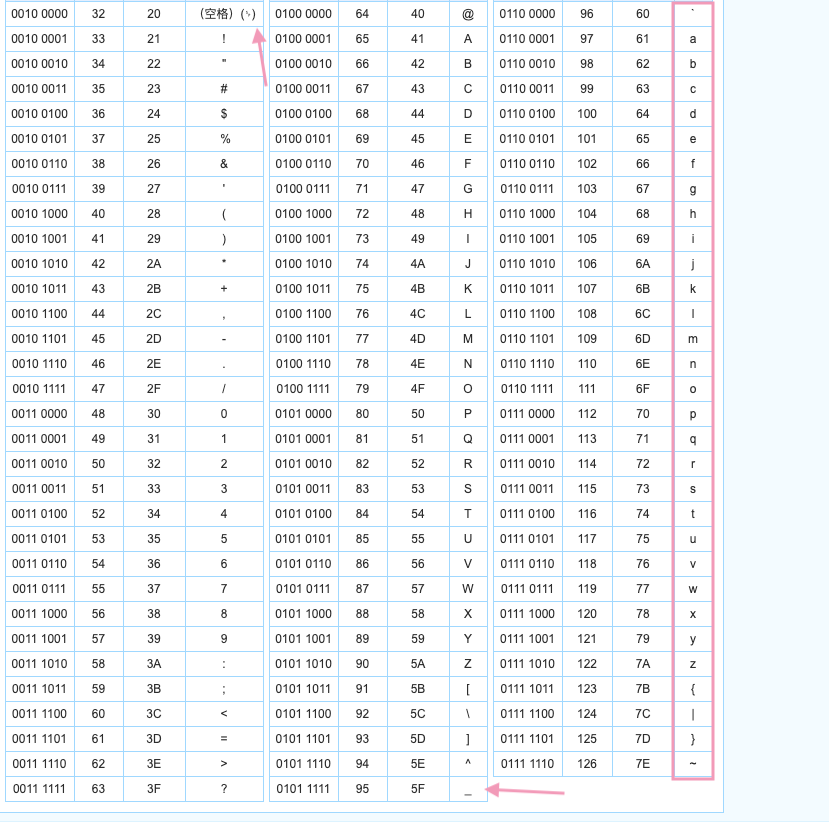 0010 0000 32 20 (空格) (␠) 0100 0000 64 40 @ 0110 0000 96 60 `
0010 0001 33 21 ! 0100 0001 65 41 A 0110 0001 97 61 a
0010 0010 34 22 " 0100 0010 66 42 B 0110 0010 98 62 b
0010 0011 35 23 # 0100 0011 67 43 C 0110 0011 99 63 c
0010 0100 36 24 $ 0100 0100 68 44 D 0110 0100 100 64 d
0010 0101 37 25 % 0100 0101 69 45 E 0110 0101 101 65 e
0010 0110 38 26 & 0100 0110 70 46 F 0110 0110 102 66 f
0010 0111 39 27 ' 0100 0111 71 47 G 0110 0111 103 67 g
0010 1000 40 28 ( 0100 1000 72 48 H 0110 1000 104 68 h
0010 1001 41 29 ) 0100 1001 73 49 I 0110 1001 105 69 i
0010 1010 42 2A * 0100 1010 74 4A J 0110 1010 106 6A j
0010 1011 43 2B + 0100 1011 75 4B K 0110 1011 107 6B k
0010 1100 44 2C , 0100 1100 76 4C L 0110 1100 108 6C l
0010 1101 45 2D - 0100 1101 77 4D M 0110 1101 109 6D m
0010 1110 46 2E . 0100 1110 78 4E N 0110 1110 110 6E n
0010 1111 47 2F / 0100 1111 79 4F O 0110 1111 111 6F o
0011 0000 48 30 0 0101 0000 80 50 P 0111 0000 112 70 p
0011 0001 49 31 1 0101 0001 81 51 Q 0111 0001 113 71 q
0011 0010 50 32 2 0101 0010 82 52 R 0111 0010 114 72 r
0011 0011 51 33 3 0101 0011 83 53 S 0111 0011 115 73 s
0011 0100 52 34 4 0101 0100 84 54 T 0111 0100 116 74 t
0011 0101 53 35 5 0101 0101 85 55 U 0111 0101 117 75 u
0011 0110 54 36 6 0101 0110 86 56 V 0111 0110 118 76 v
0011 0111 55 37 7 0101 0111 87 57 W 0111 0111 119 77 w
0011 1000 56 38 8 0101 1000 88 58 X 0111 1000 120 78 x
0011 1001 57 39 9 0101 1001 89 59 Y 0111 1001 121 79 y
0011 1010 58 3A : 0101 1010 90 5A Z 0111 1010 122 7A z
0011 1011 59 3B ; 0101 1011 91 5B [ 0111 1011 123 7B {
0011 1100 60 3C < 0101 1100 92 5C \ 0111 1100 124 7C |
0011 1101 61 3D = 0101 1101 93 5D ] 0111 1101 125 7D }
0011 1110 62 3E > 0101 1110 94 5E ^ 0111 1110 126 7E ~
0011 1111 63 3F ? 0101 1111 95 5F _